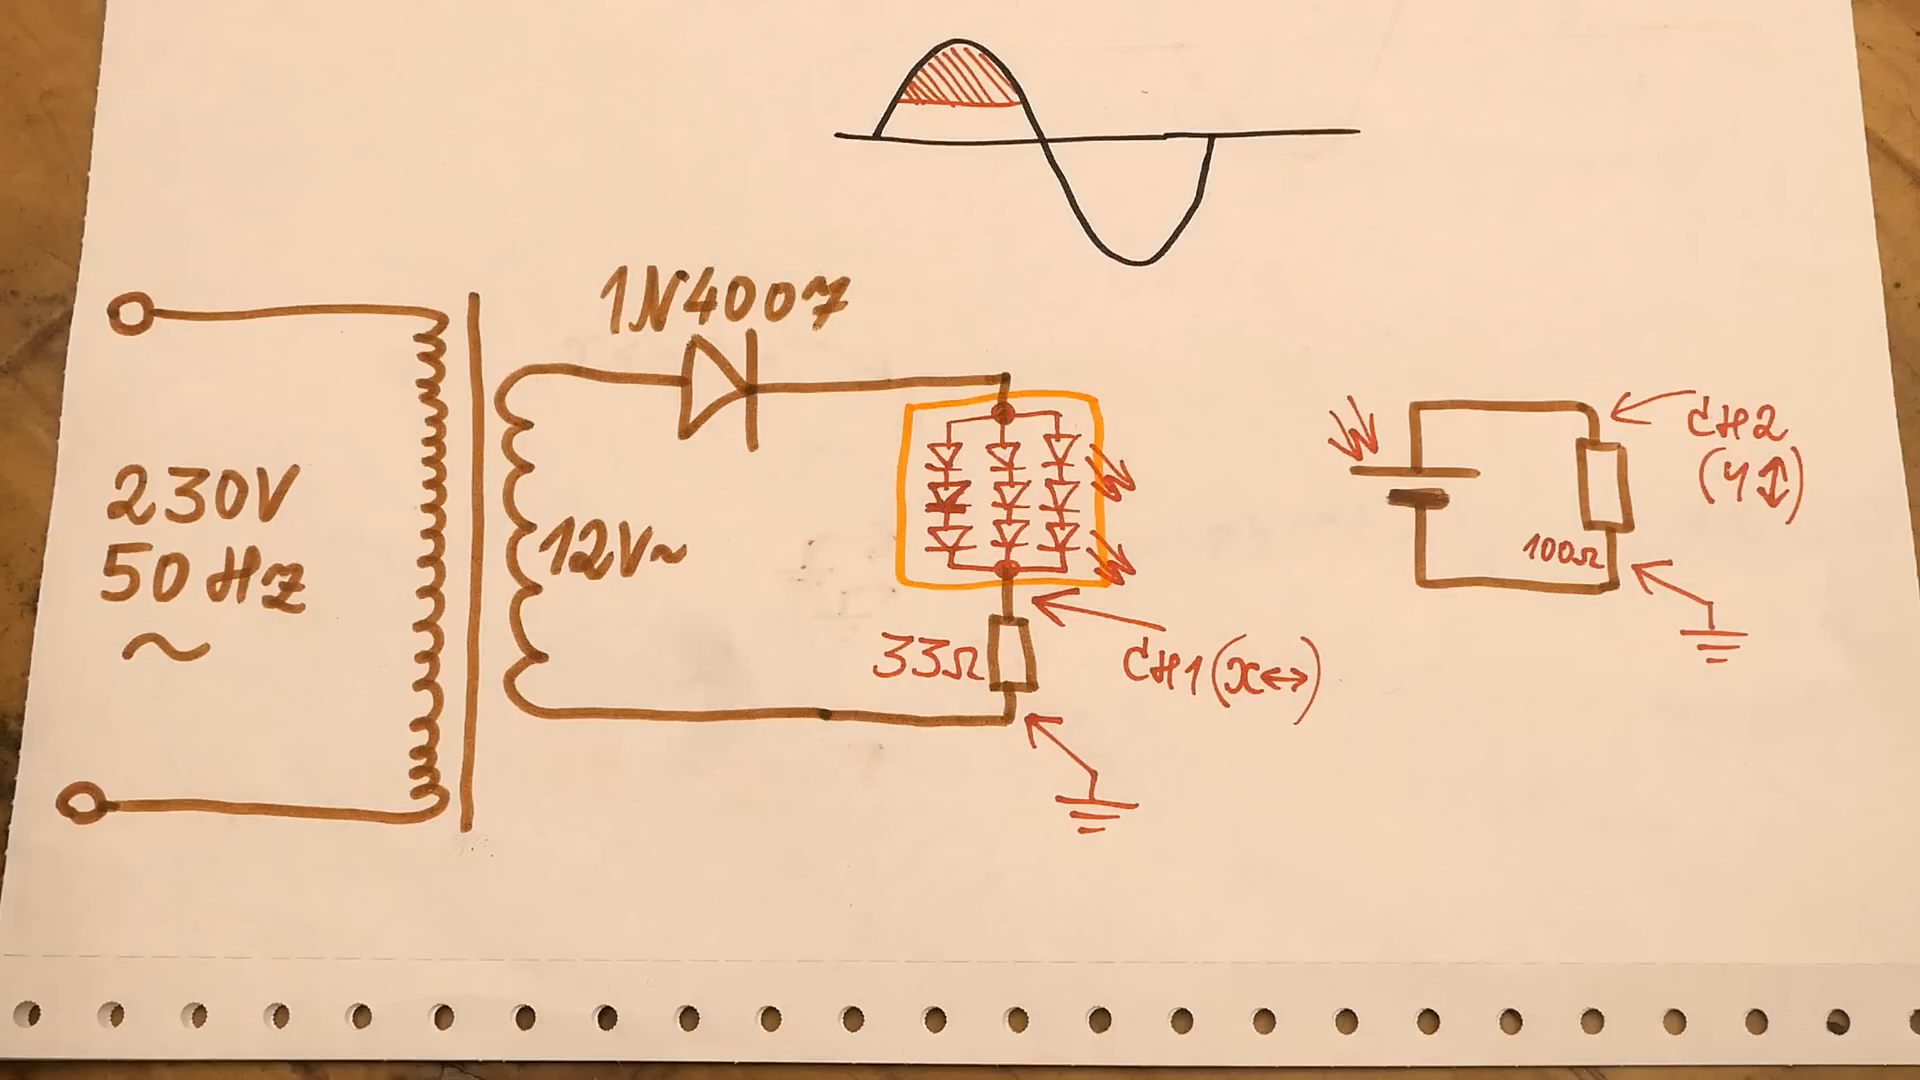 1N4007
230V
50Hz
~
12V~
33Ω
CH1 (X↔)
CH2
(Y↕)
100Ω